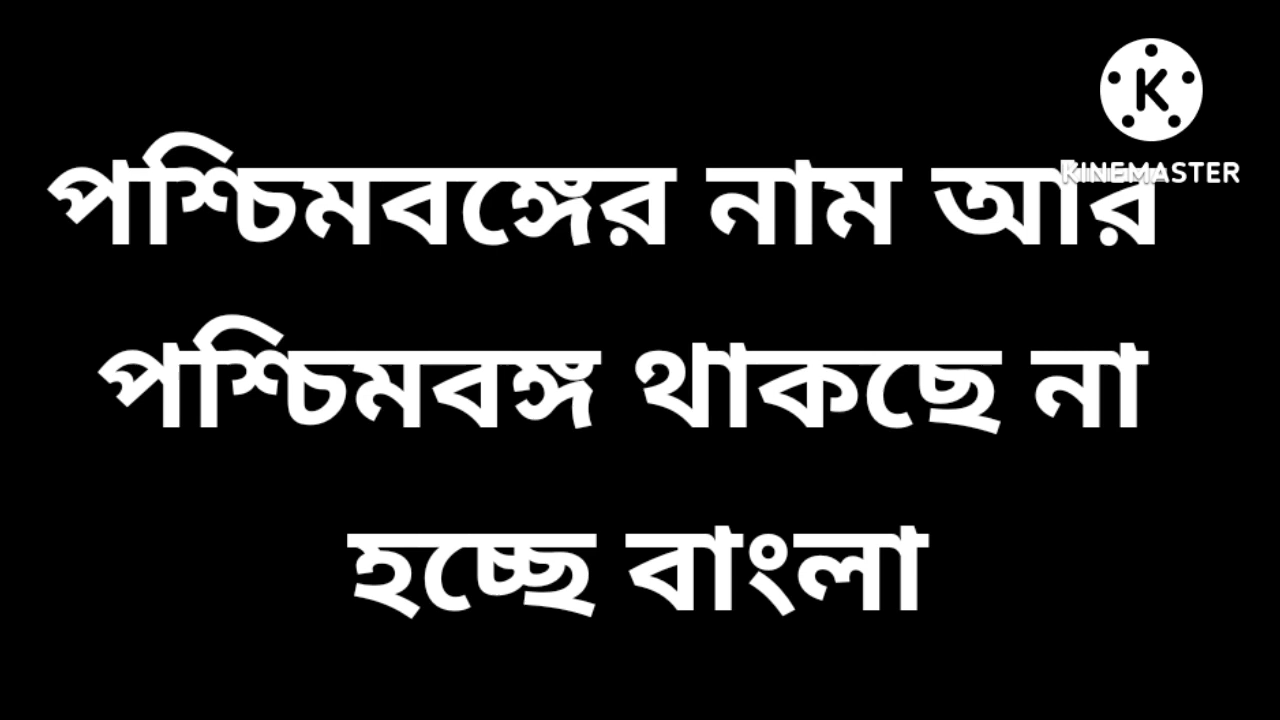 পশ্চিমবঙ্গের নাম আর
পশ্চিমবঙ্গ থাকছে না
হচ্ছে বাংলা
K
KINEMASTER